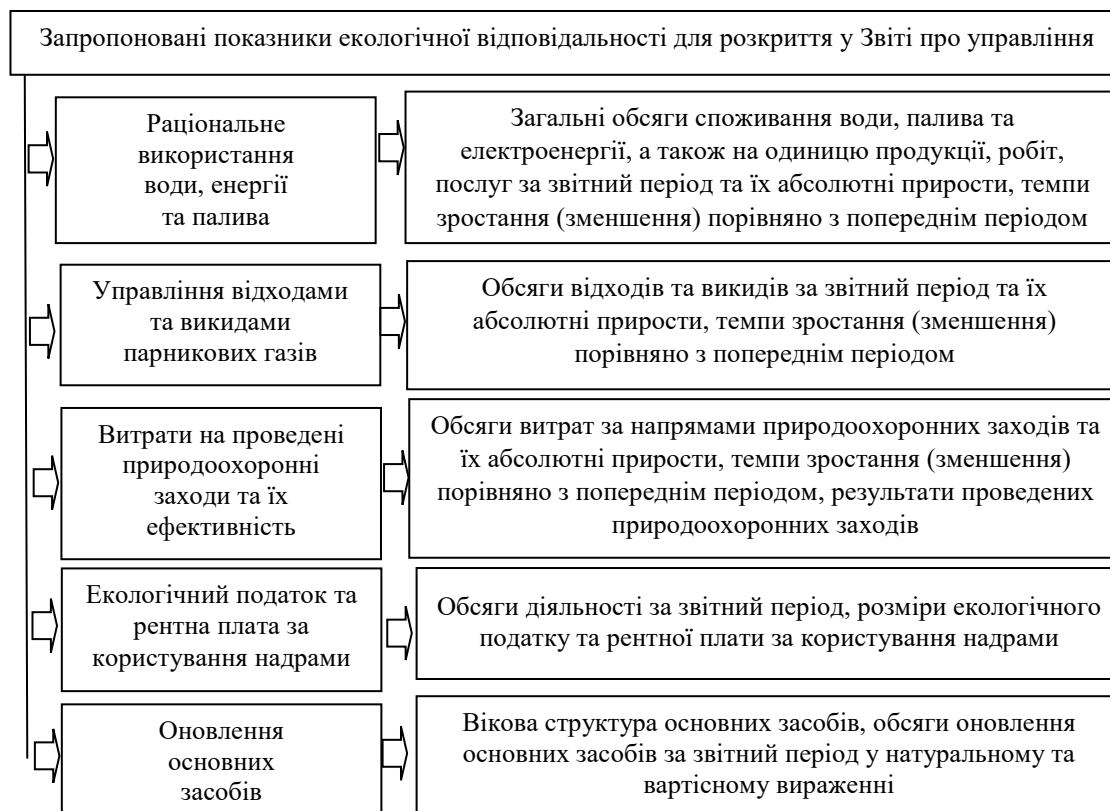 Запропоновані показники екологічної відповідальності для розкриття у Звіті про управління
Раціональне
використання
води, енергії
та палива
Загальні обсяги споживання води, палива та
електроенергії, а також на одиницю продукції, робіт,
послуг за звітний період та їх абсолютні прирости, темпи
зростання (зменшення) порівняно з попереднім періодом
Управління відходами
та викидами
парникових газів
Обсяги відходів та викидів за звітний період та їх
абсолютні прирости, темпи зростання (зменшення)
порівняно з попереднім періодом
Витрати на проведені
природоохоронні
заходи та їх
ефективність
Обсяги витрат за напрямами природоохоронних заходів та
їх абсолютні прирости, темпи зростання (зменшення)
порівняно з попереднім періодом, результати проведених
природоохоронних заходів
Екологічний податок та
рентна плата за
користування надрами
Обсяги діяльності за звітний період, розміри екологічного
податку та рентної плати за користування надрами
Оновлення
основних
засобів
Вікова структура основних засобів, обсяги оновлення
основних засобів за звітний період у натуральному та
вартісному вираженні